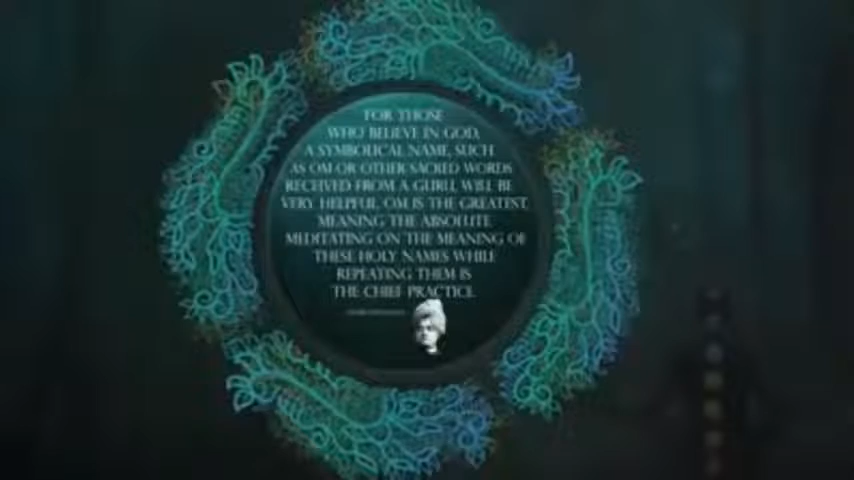 FOR THOSE
WHO BELIEVE IN GOD,
A SYMBOLICAL NAME, SUCH
AS OM OR OTHER SACRED WORDS
RECEIVED FROM A GURU, WILL BE
VERY HELPFUL. OM IS THE GREATEST,
MEANING THE ABSOLUTE.
MEDITATING ON THE MEANING OF
THESE HOLY NAMES WHILE
REPEATING THEM IS
THE CHIEF PRACTICE.